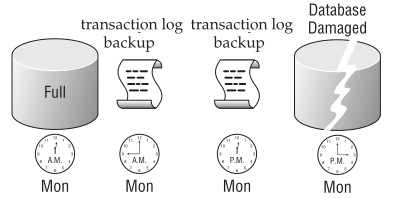 transaction log
backup
transaction log
backup
Database
Damaged
Full
A.M.
A.M.
P.M.
P.M.
Mon
Mon
Mon
Mon